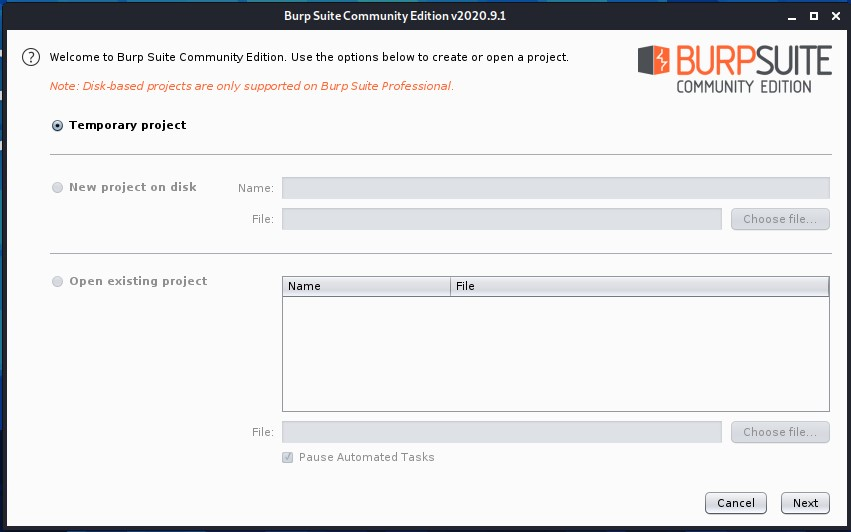 Burp Suite Community Edition v2020.9.1
Welcome to Burp Suite Community Edition. Use the options below to create or open a project.
Note: Disk-based projects are only supported on Burp Suite Professional.
BURPSUITE
COMMUNITY EDITION
Temporary project
New project on disk
Name:
File:
Choose file...
Open existing project
Name File
File:
Choose file...
Pause Automated Tasks
Cancel Next